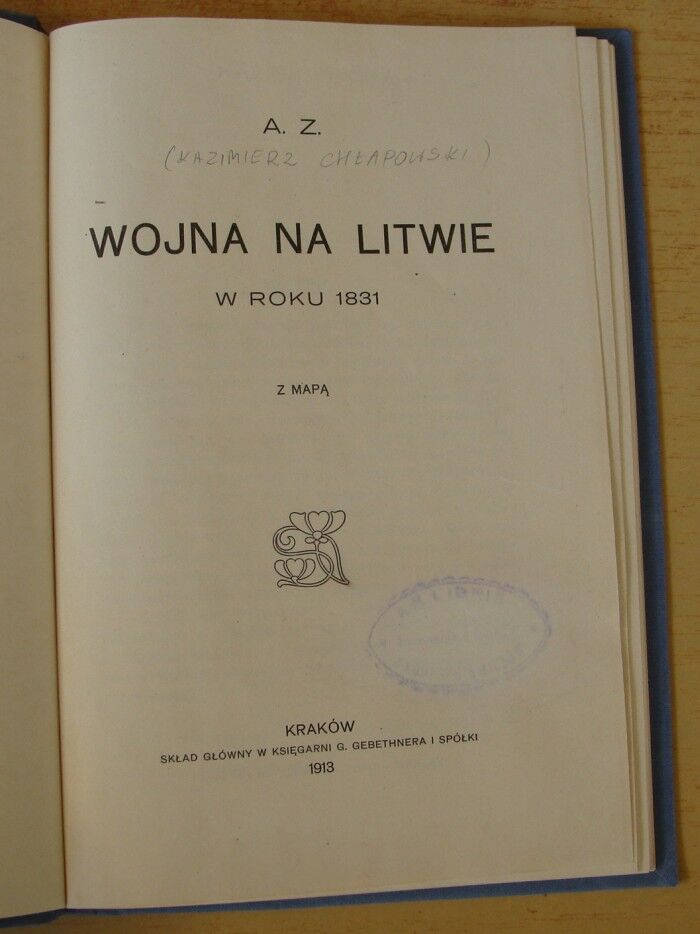 A. Z.
(KAZIMIERZ CHŁAPOWSKI)
WOJNA NA LITWIE
W ROKU 1831
Z MAPĄ
KRAKÓW
SKŁAD GŁÓWNY W KSIĘGARNI G. GEBETHNERA I SPÓŁKI
1913